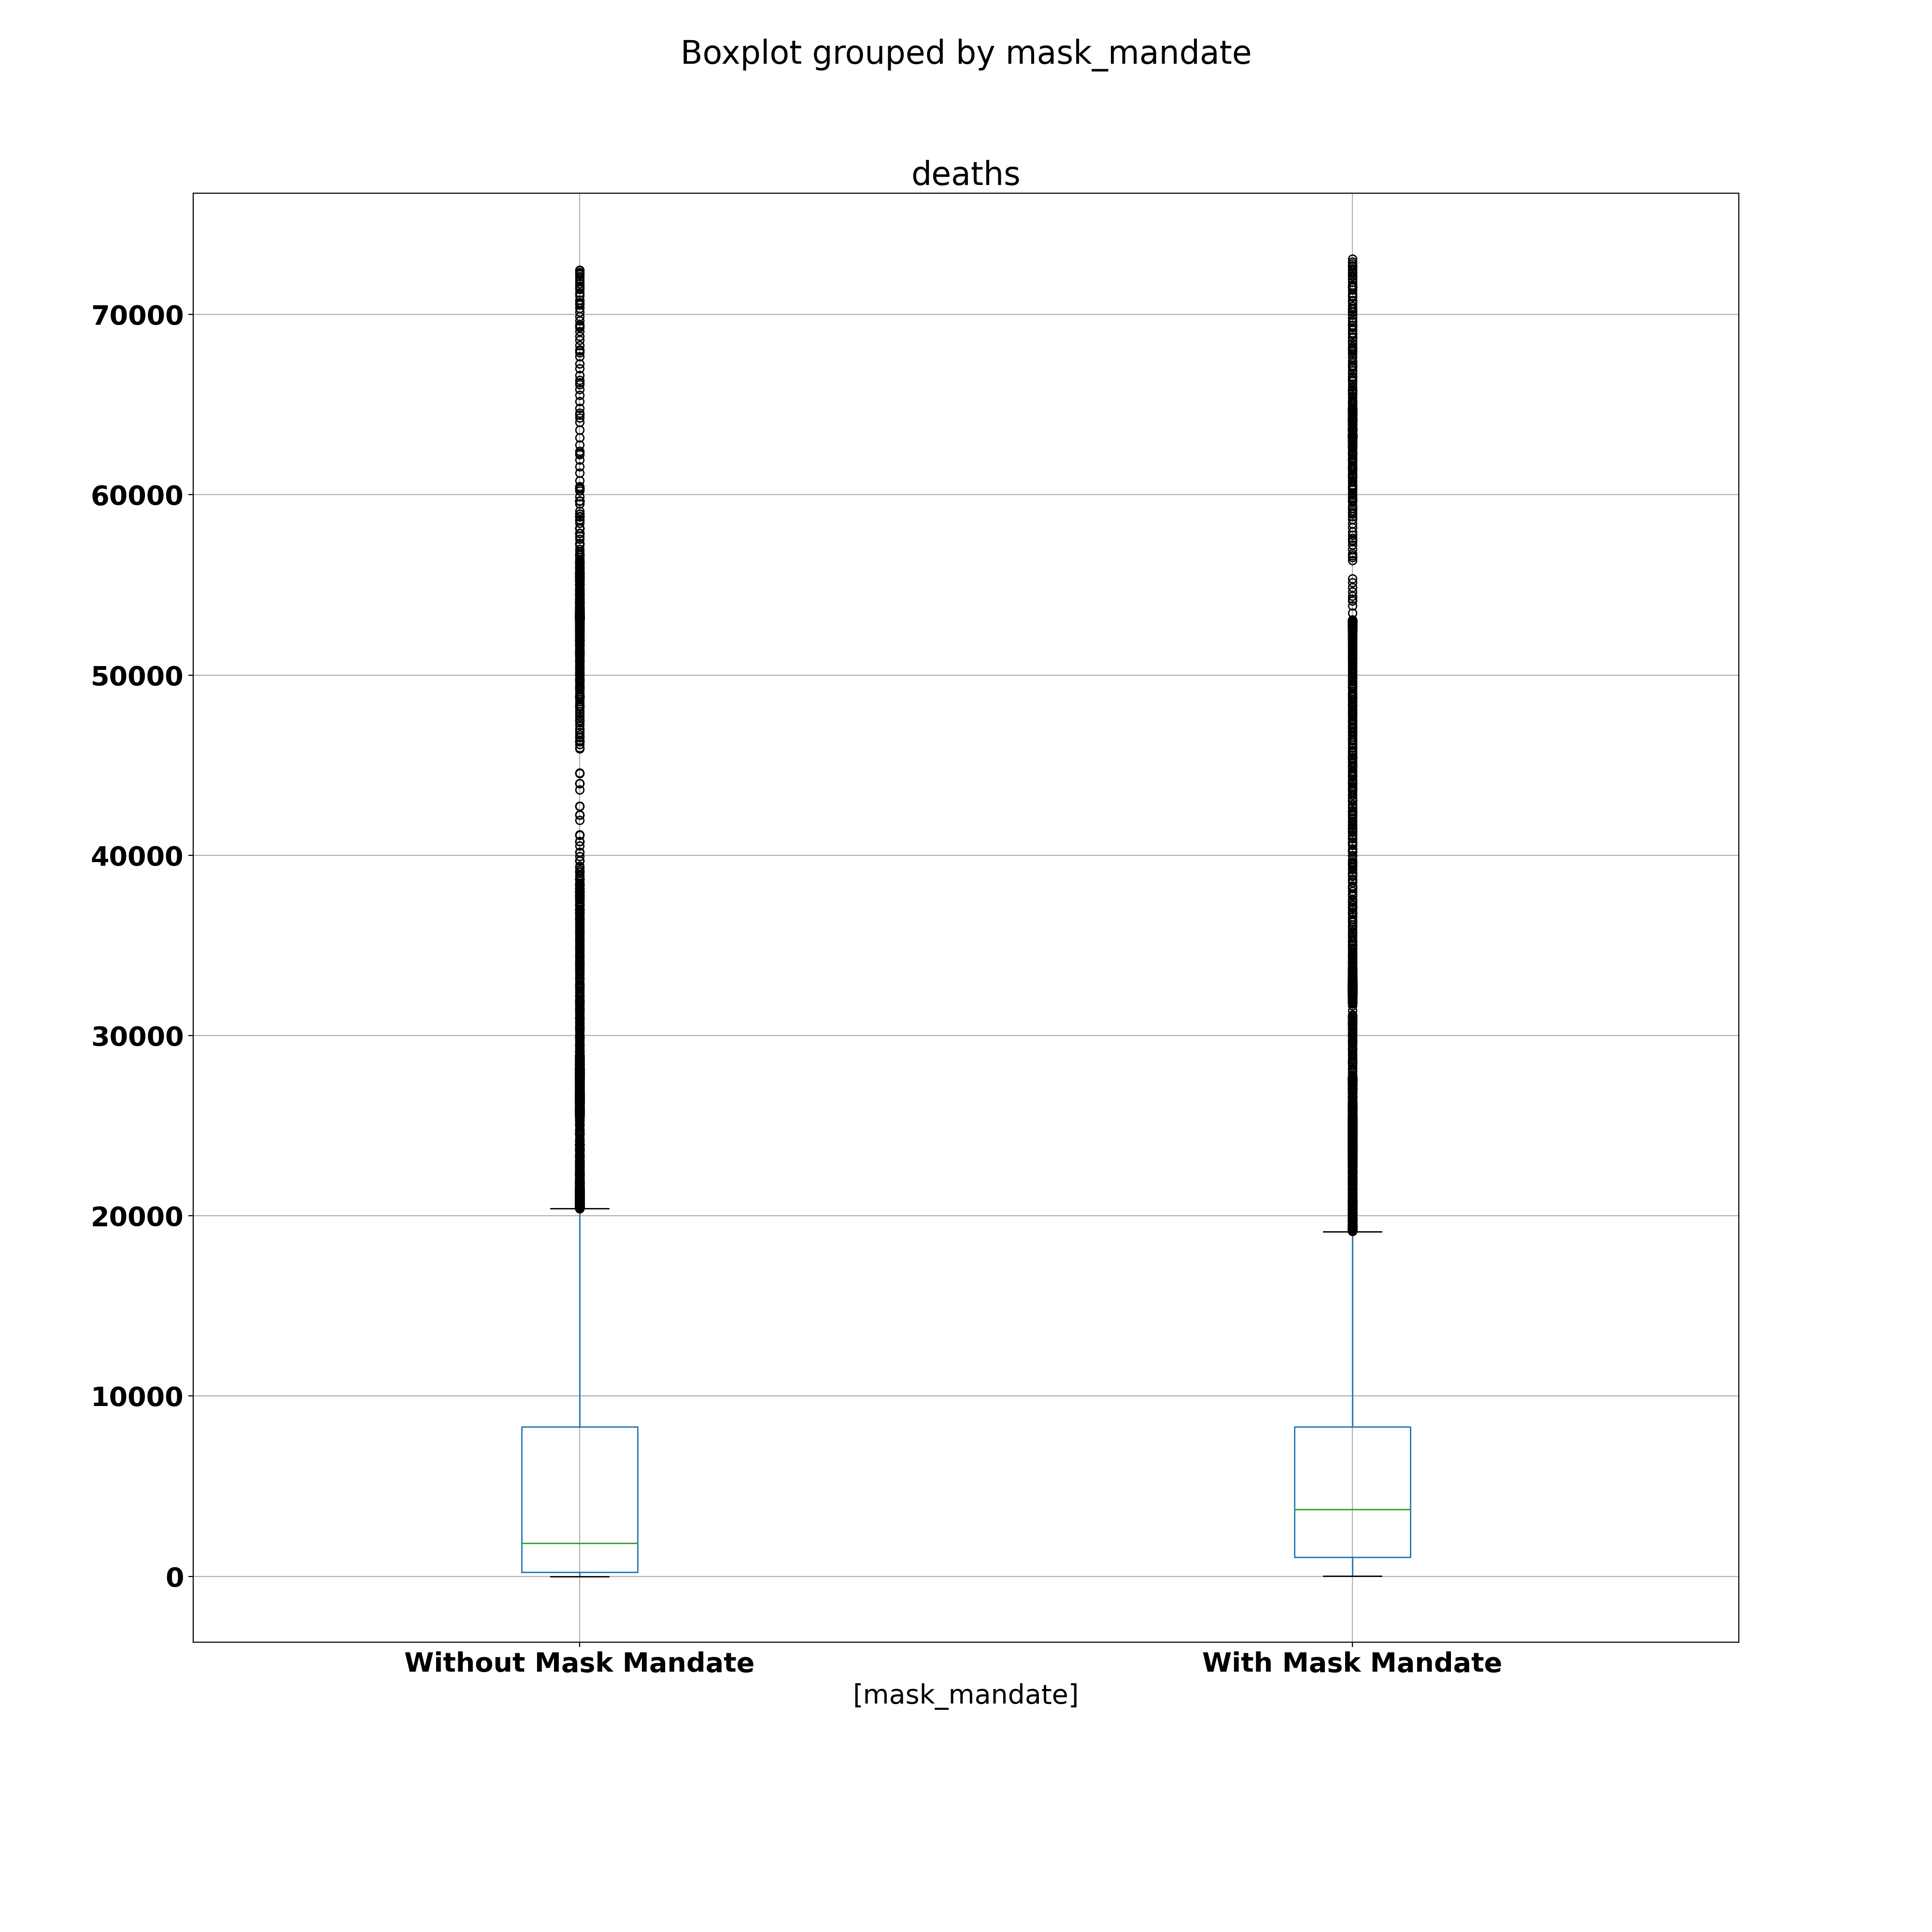 Boxplot grouped by mask_mandate
deaths
70000
60000
50000
40000
30000
20000
10000
0
Without Mask Mandate
With Mask Mandate
[mask_mandate]